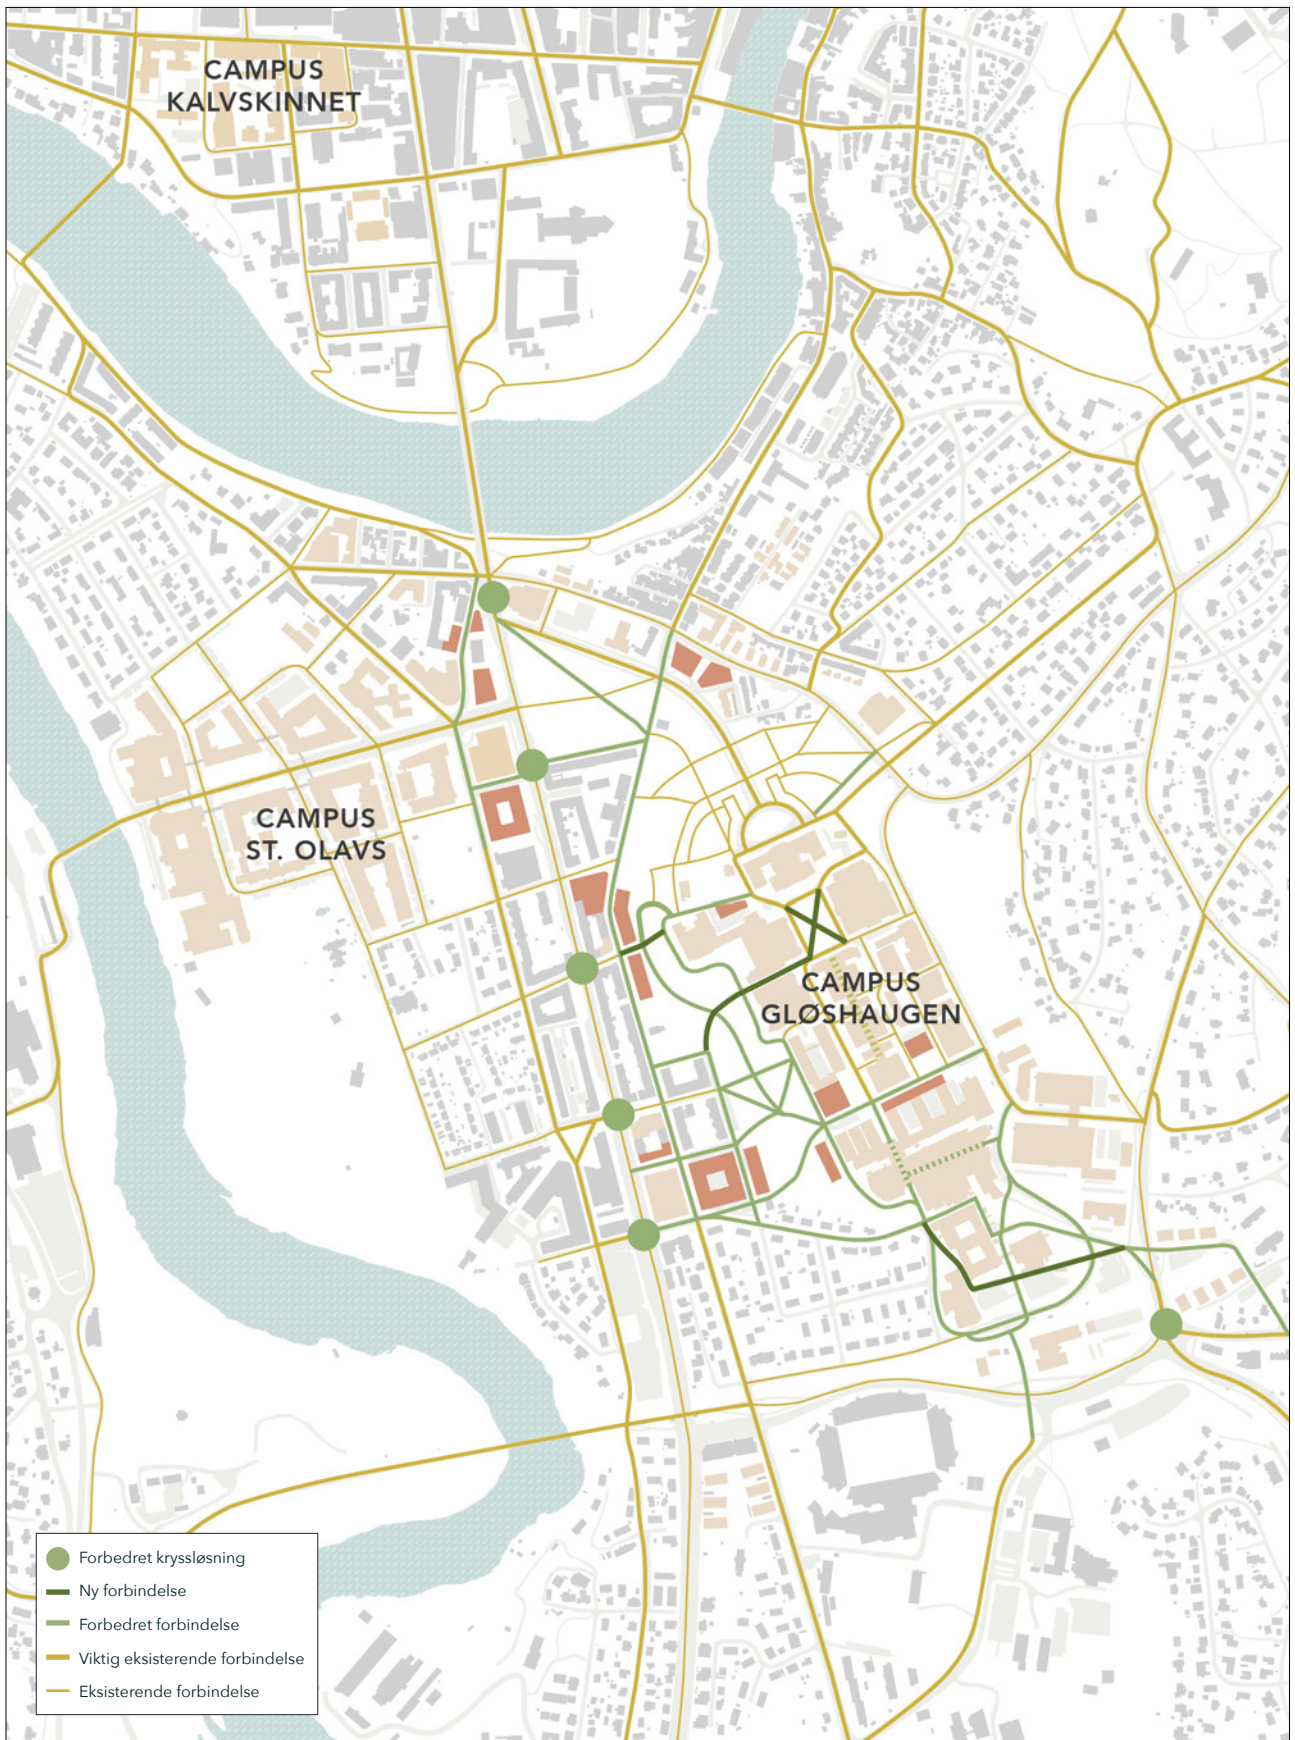 CAMPUS
KALVSKINNET
CAMPUS
ST. OLAVS
CAMPUS
GLØSHAUGEN
Forbedret kryssløsning
Ny forbindelse
Forbedret forbindelse
Viktig eksisterende forbindelse
Eksisterende forbindelse